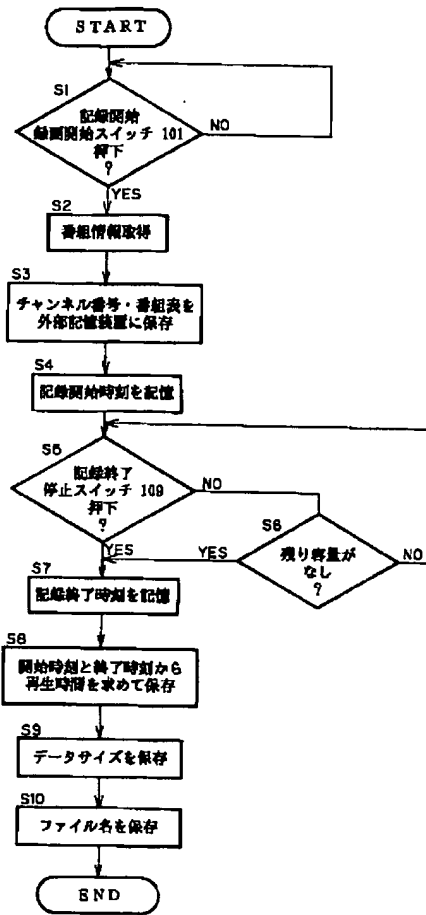 START
S1
記録開始
録画開始スイッチ 101
押下
?
NO
YES
S2
番組情報取得
S3
チャンネル番号・番組表を
外部記憶装置に保存
S4
記録開始時刻を記憶
S5
記録終了
停止スイッチ 109
押下
?
NO
YES
S6
残り容量が
なし
?
YES
NO
S7
記録終了時刻を記憶
S8
開始時刻と終了時刻から
再生時間を求めて保存
S9
データサイズを保存
S10
ファイル名を保存
END